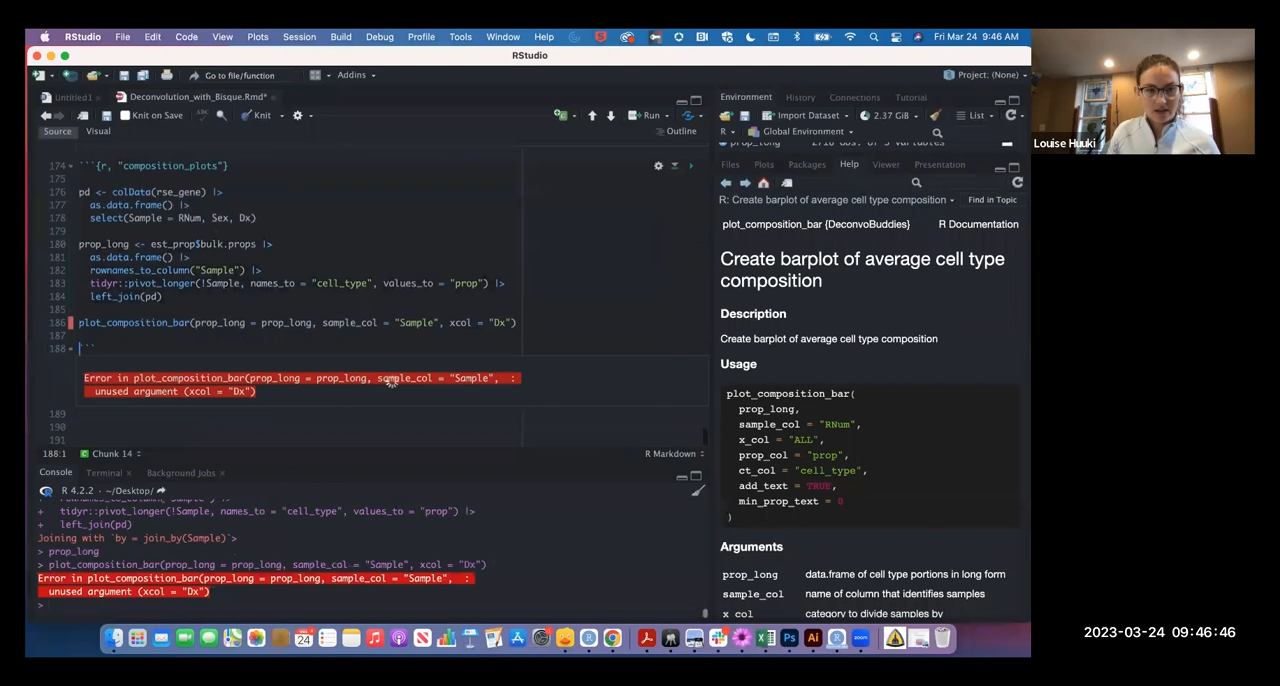 RStudio File Edit Code View Plots Session Build Debug Profile Tools Window Help Fri Mar 24 9:46 AM
RStudio
Go to file/function Addins Project: (None)
Untitled1 Deconvolution_with_Bisque.Rmd*
Knit on Save Knit Run
Source Visual Outline
174 ```{r, "composition_plots"}
175
176 pd <- colData(rse_gene) |>
177 as.data.frame() |>
178 select(Sample = RNum, Sex, Dx)
179
180 prop_long <- est_prop$bulk.props |>
181 as.data.frame() |>
182 rownames_to_column("Sample") |>
183 tidyr::pivot_longer(!Sample, names_to = "cell_type", values_to = "prop") |>
184 left_join(pd)
185
186 plot_composition_bar(prop_long = prop_long, sample_col = "Sample", xcol = "Dx")
187
188 ```
Error in plot_composition_bar(prop_long = prop_long, sample_col = "Sample", :
unused argument (xcol = "Dx")
189
190
191
188:1 Chunk 14 R Markdown
Console Terminal Background Jobs
R 4.2.2 · ~/Desktop/
+ tidyr::pivot_longer(!Sample, names_to = "cell_type", values_to = "prop") |>
+ left_join(pd)
Joining with `by = join_by(Sample)`
> prop_long
> plot_composition_bar(prop_long = prop_long, sample_col = "Sample", xcol = "Dx")
Error in plot_composition_bar(prop_long = prop_long, sample_col = "Sample", :
unused argument (xcol = "Dx")
>
Environment History Connections Tutorial
Import Dataset 2.37 GiB List
R Global Environment
Files Plots Packages Help Viewer Presentation
R: Create barplot of average cell type composition Find in Topic
plot_composition_bar {DeconvoBuddies} R Documentation
Create barplot of average cell type
composition
Description
Create barplot of average cell type composition
Usage
plot_composition_bar(
prop_long,
sample_col = "RNum",
x_col = "ALL",
prop_col = "prop",
ct_col = "cell_type",
add_text = TRUE,
min_prop_text = 0
)
Arguments
prop_long data.frame of cell type portions in long form
sample_col name of column that identifies samples
x_col category to divide samples by
Louise Huuki
2023-03-24 09:46:46